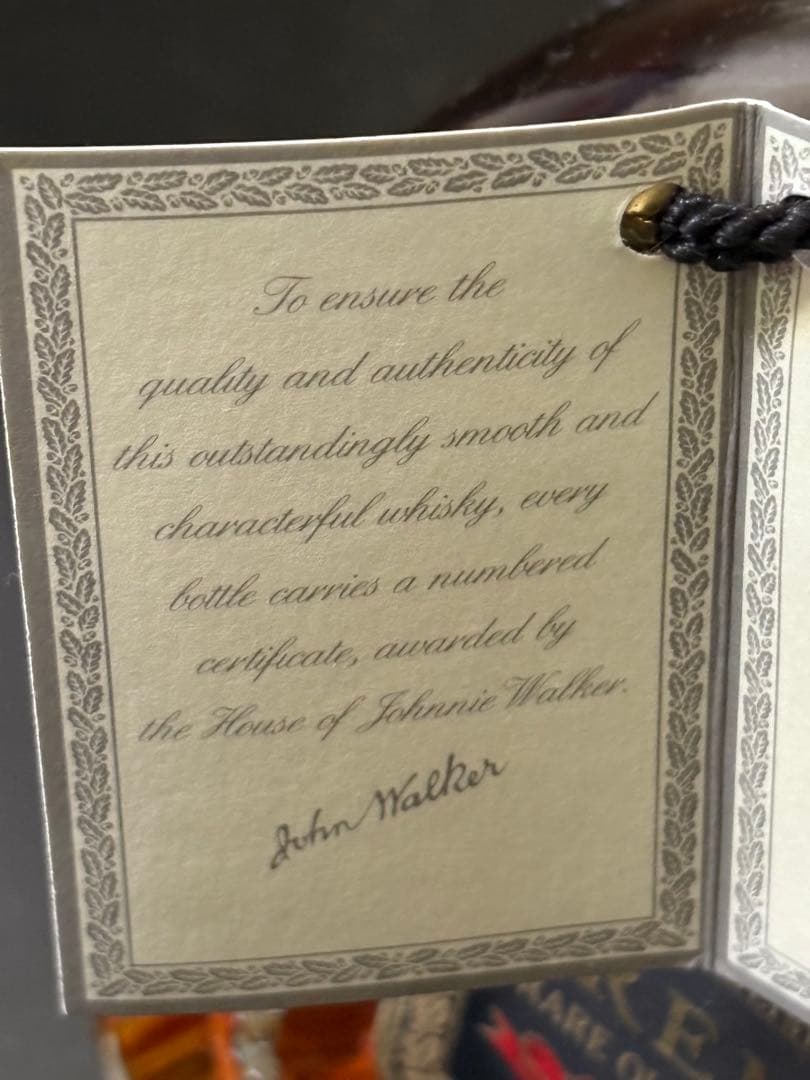 To ensure the
quality and authenticity of
this outstandingly smooth and
characterful whisky, every
bottle carries a numbered
certificate, awarded by
the House of Johnnie Walker.
John Walker
RARE